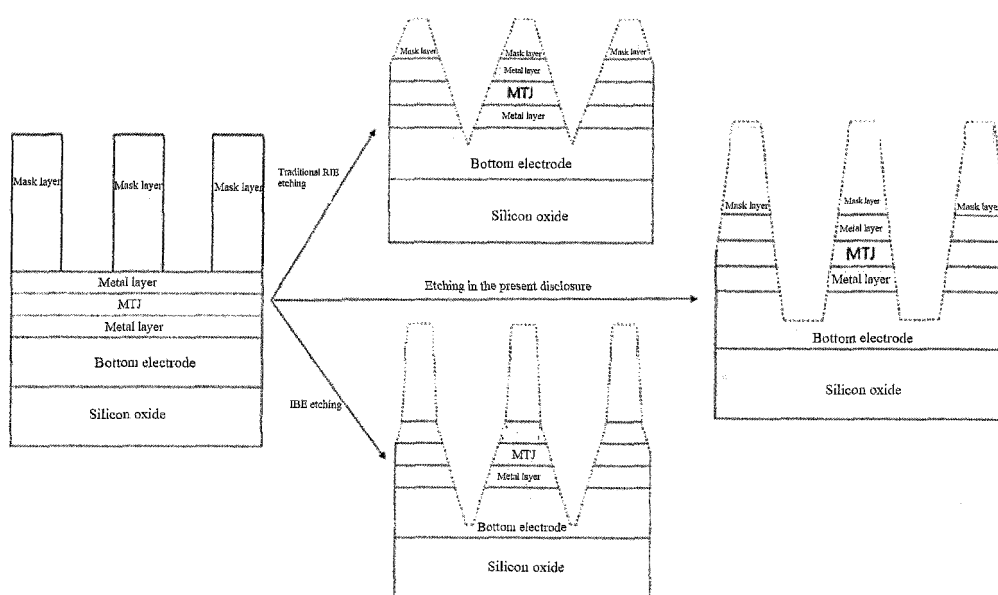 Mask layer
Mask layer
Mask layer
Metal layer
MTJ
Metal layer
Bottom electrode
Silicon oxide
Traditional RIE
etching
Etching in the present disclosure
IBE etching
Mask layer
Mask layer
Mask layer
Metal layer
MTJ
Metal layer
Bottom electrode
Silicon oxide
MTJ
Metal layer
Bottom electrode
Silicon oxide
Mask layer
Mask layer
Mask layer
Metal layer
MTJ
Metal layer
Bottom electrode
Silicon oxide